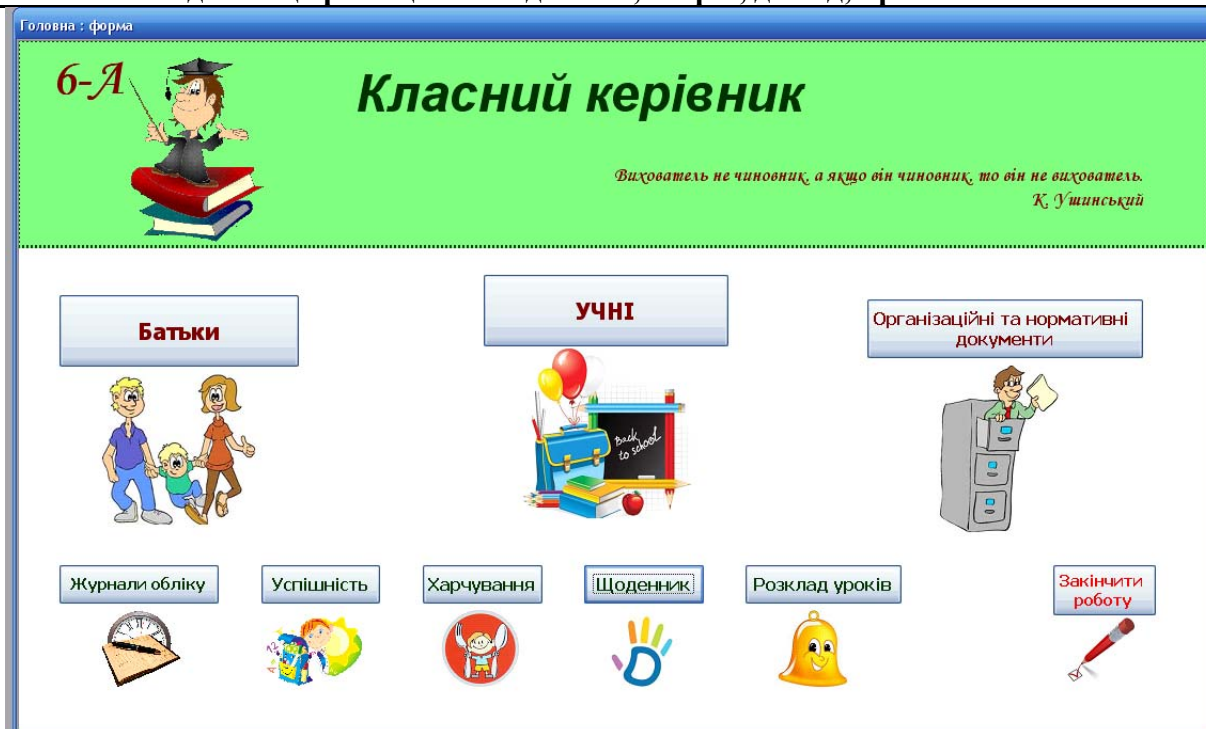 Головна : форма
6-А
Класний керівник
Вихователь не чиновник, а якщо він чиновник, то він не вихователь.
К. Ушинський
Батьки
УЧНІ
Організаційні та нормативні
документи
Back
to school
Журнали обліку
Успішність
Харчування
Щоденник
Розклад уроків
Закінчити
роботу